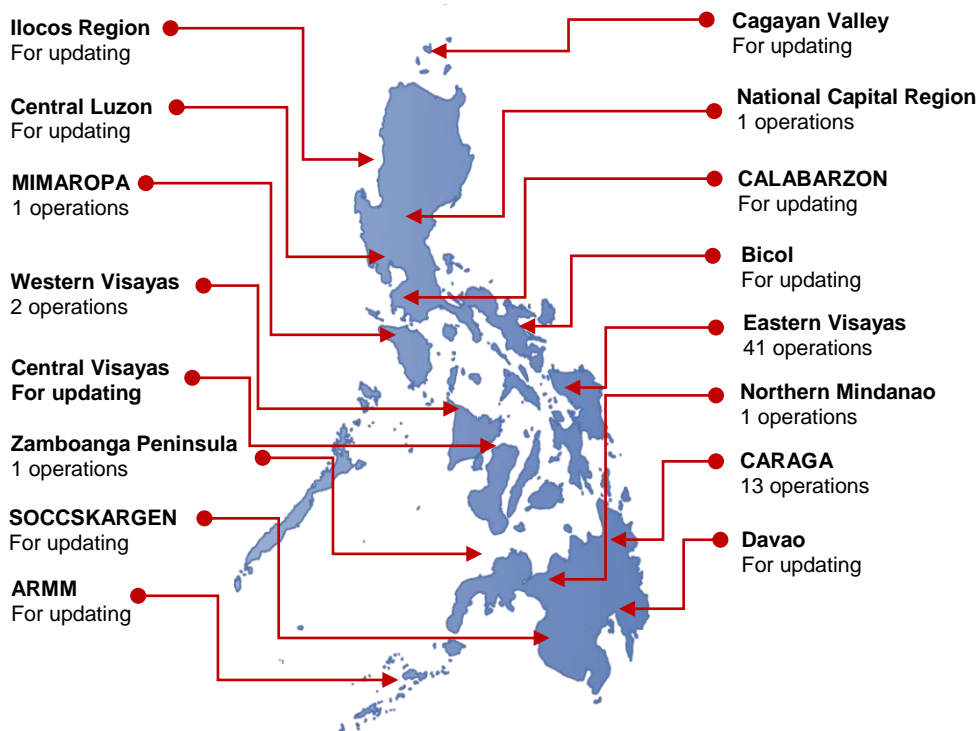 Ilocos Region
For updating
Central Luzon
For updating
MIMAROPA
1 operations
Western Visayas
2 operations
Central Visayas
For updating
Zamboanga Peninsula
1 operations
SOCCSKARGEN
For updating
ARMM
For updating
Cagayan Valley
For updating
National Capital Region
1 operations
CALABARZON
For updating
Bicol
For updating
Eastern Visayas
41 operations
Northern Mindanao
1 operations
CARAGA
13 operations
Davao
For updating